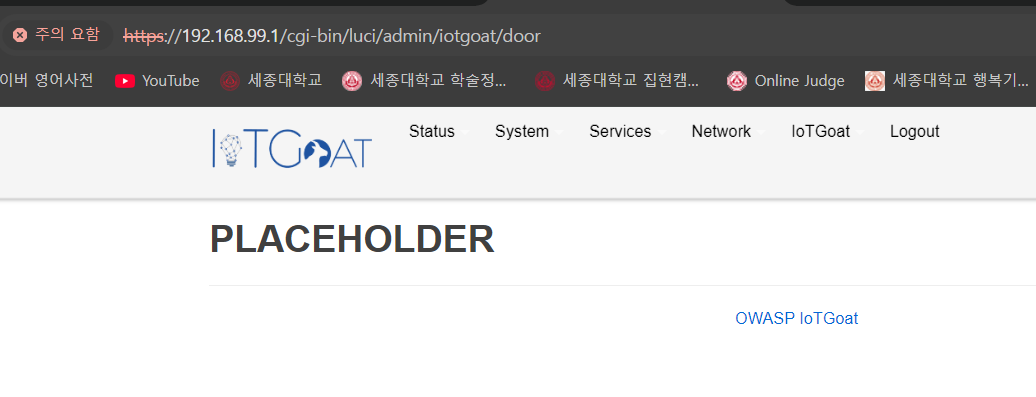 주의 요함 https://192.168.99.1/cgi-bin/luci/admin/iotgoat/door
이버 영어사전 YouTube 세종대학교 세종대학교 학술정... 세종대학교 집현캠... Online Judge 세종대학교 행복기...
IoTGoat Status System Services Network IoTGoat Logout
PLACEHOLDER
OWASP IoTGoat